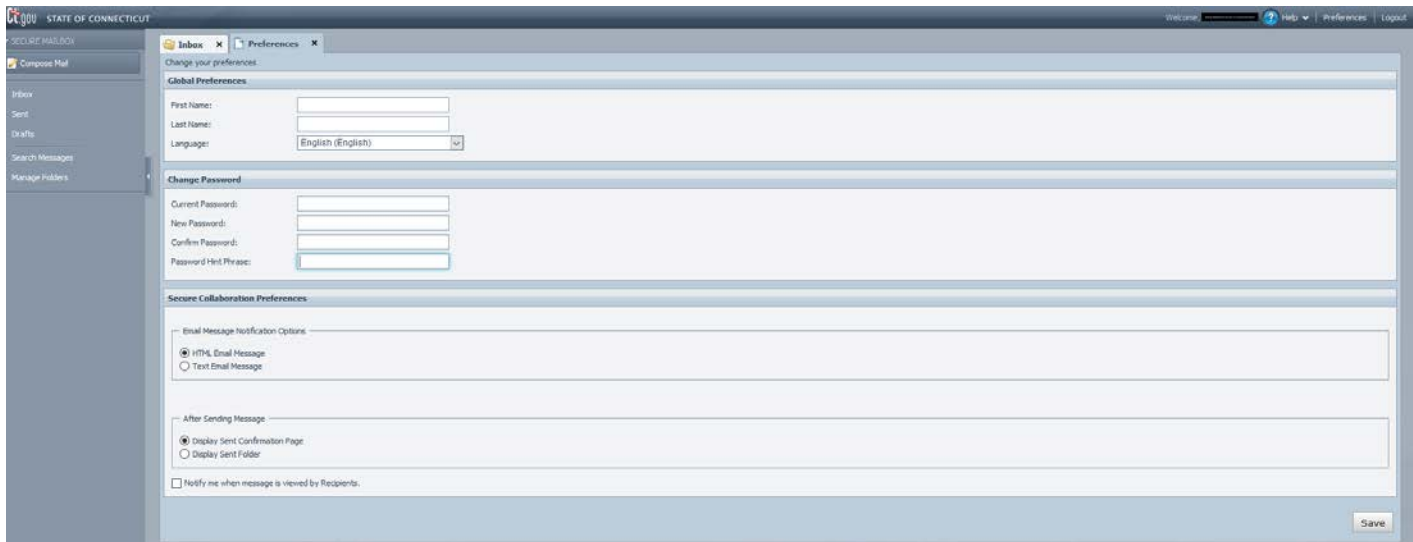 Ct.gov STATE OF CONNECTICUT
Welcome, Help | Preferences | Logout
SECURE MAILBOX
Compose Mail
Inbox
Sent
Drafts
Search Messages
Manage Folders
Inbox x Preferences x
Change your preferences.
Global Preferences
First Name:
Last Name:
Language: English (English)
Change Password
Current Password:
New Password:
Confirm Password:
Password Hint Phrase:
Secure Collaboration Preferences
Email Message Notification Options
HTML Email Message
Text Email Message
After Sending Message
Display Sent Confirmation Page
Display Sent Folder
Notify me when message is viewed by Recipients.
Save